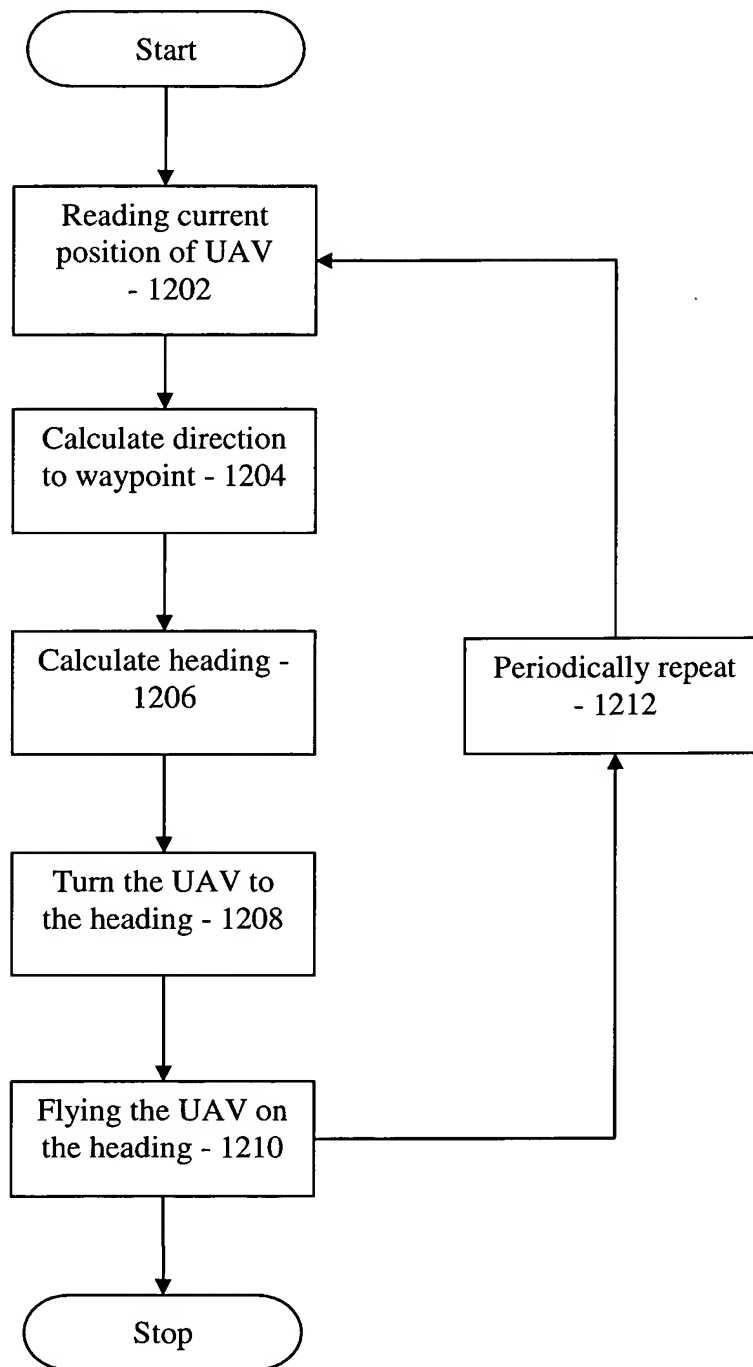 Start
Reading current
position of UAV
- 1202
Calculate direction
to waypoint - 1204
Calculate heading -
1206
Periodically repeat
- 1212
Turn the UAV to
the heading - 1208
Flying the UAV on
the heading - 1210
Stop